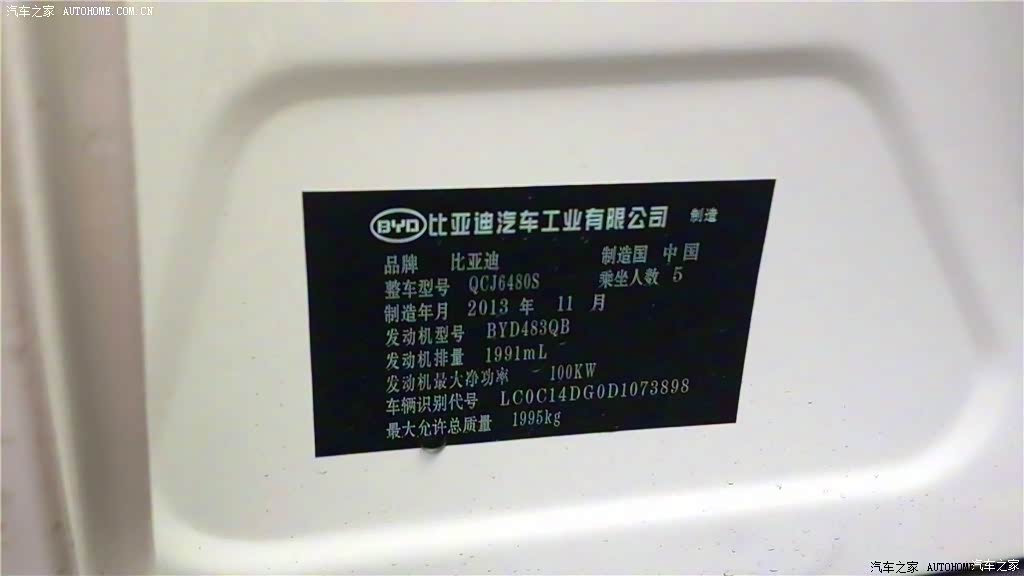 汽车之家 AUTOHOME.COM.CN
BYD 比亚迪汽车工业有限公司 制造
品牌 比亚迪 制造国 中国
整车型号 QCJ6480S 乘坐人数 5
制造年月 2013 年 11 月
发动机型号 BYD483QB
发动机排量 1991mL
发动机最大净功率 100KW
车辆识别代号 LC0C14DG0D1073898
最大允许总质量 1995kg
汽车之家 AUTOHOME 汽车之家